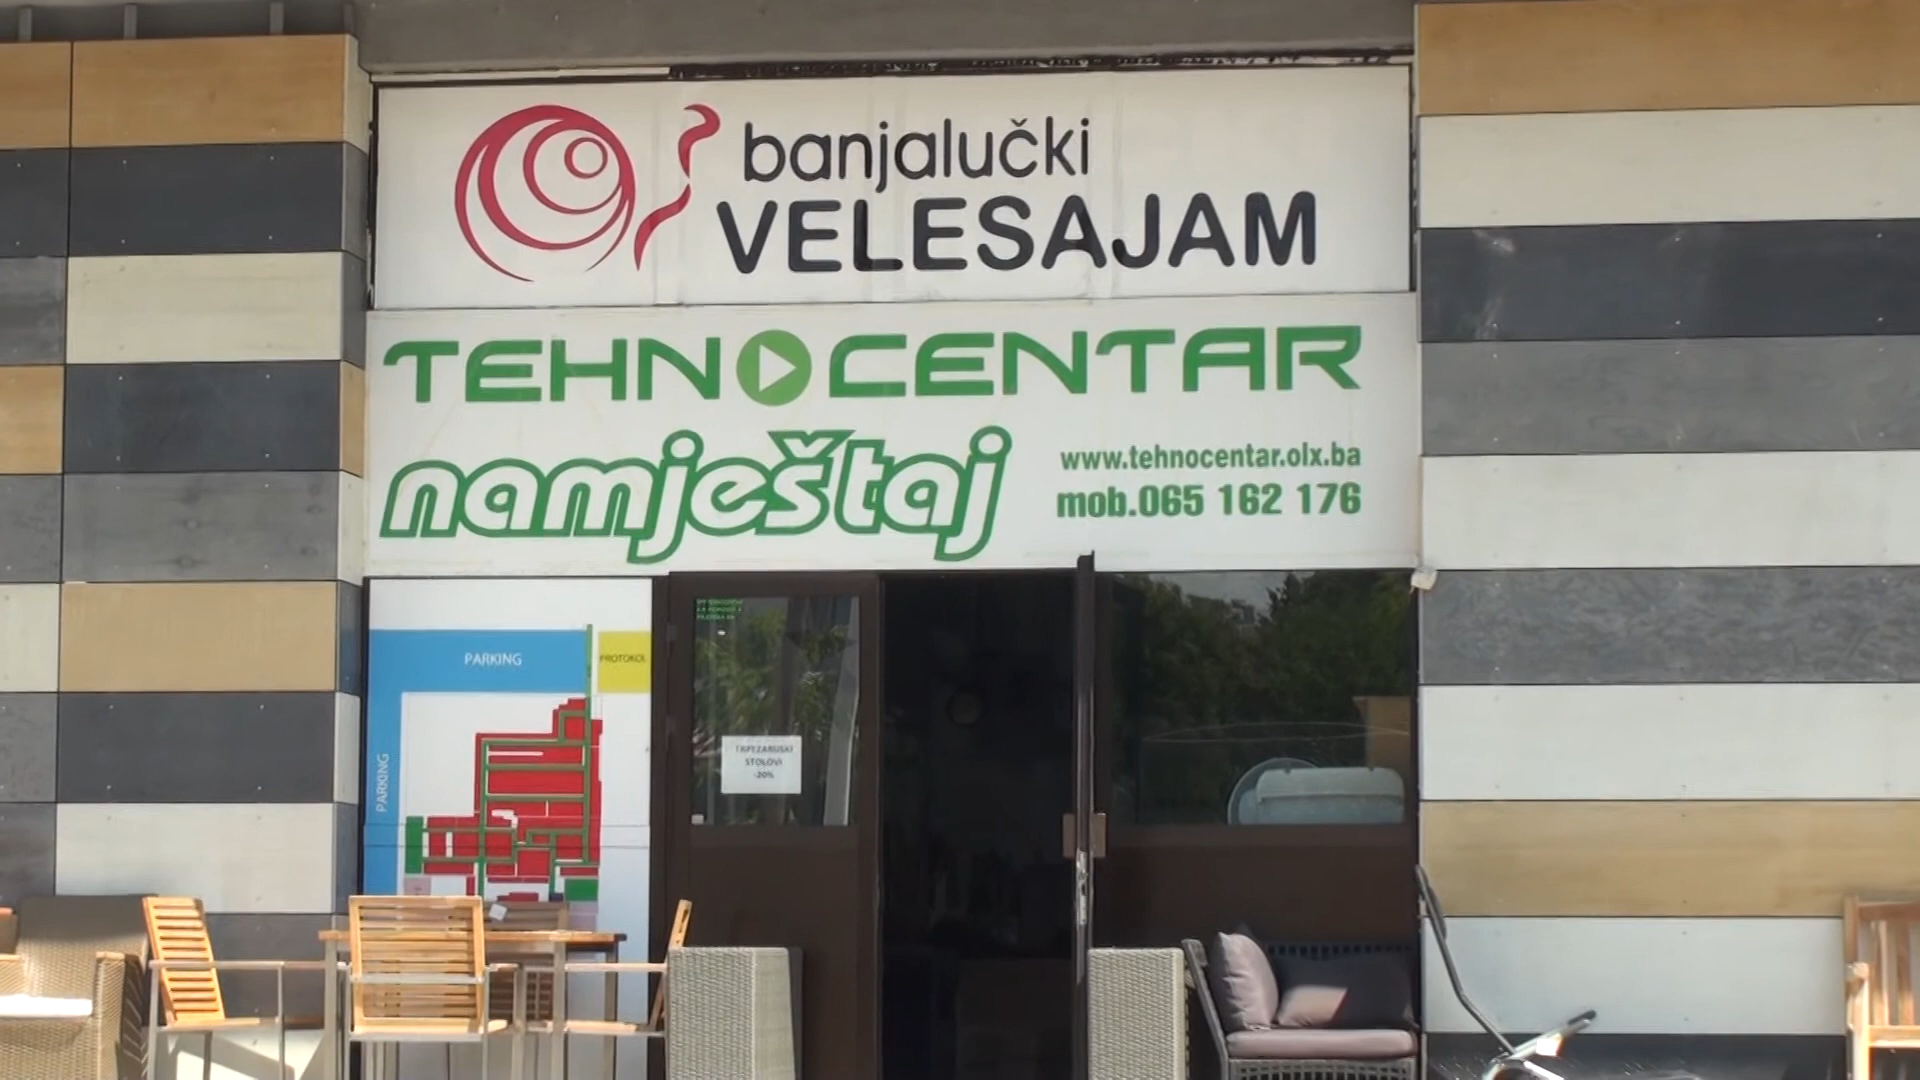 banjalučki
VELESAJAM
TEHNOCENTAR
namještaj
www.tehnocentar.olx.ba
mob.065 162 176
PARKING
PROTOKOL
PARKING
TRPEZARIJSKI
STOLOVI
-20%